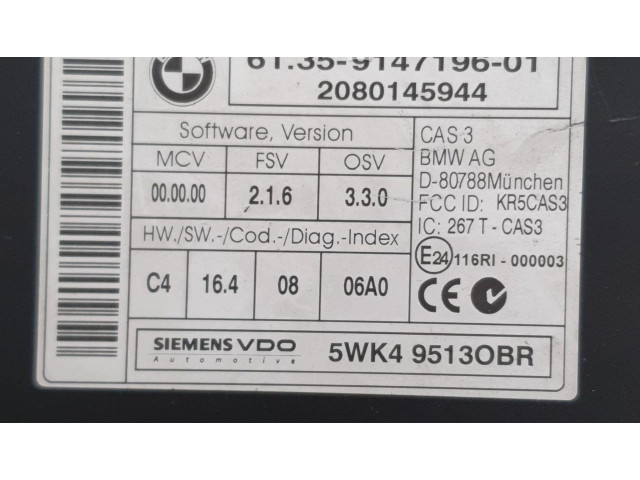 61.35-9147196-01
2080145944
Software, Version
MCV FSV OSV
00.00.00 2.1.6 3.3.0
HW./SW.-/Cod.-/Diag.-Index
C4 16.4 08 06A0
CAS 3
BMW AG
D-80788München
FCC ID: KR5CAS3
IC: 267 T - CAS3
E24 116RI - 000003
CE
SIEMENS VDO
Automotive
5WK4 9513OBR